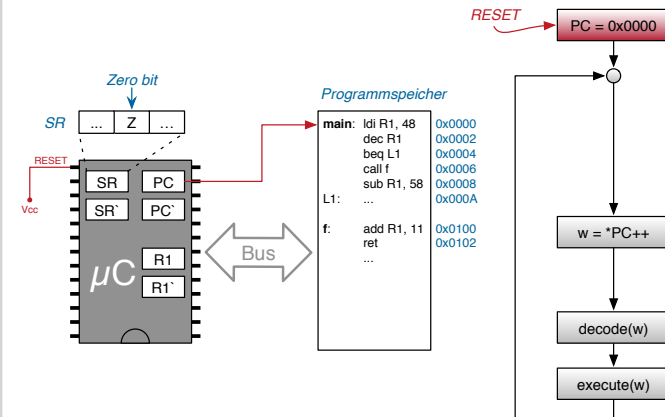 RESET
PC = 0x0000
Zero bit
SR
... Z ...
Programmspeicher
main: ldi R1, 48 0x0000
dec R1 0x0002
beq L1 0x0004
call f 0x0006
sub R1, 58 0x0008
L1: ... 0x000A
f: add R1, 11 0x0100
ret 0x0102
...
RESET
Vcc
SR PC
SR` PC`
R1
R1`
µC
Bus
w = *PC++
decode(w)
execute(w)